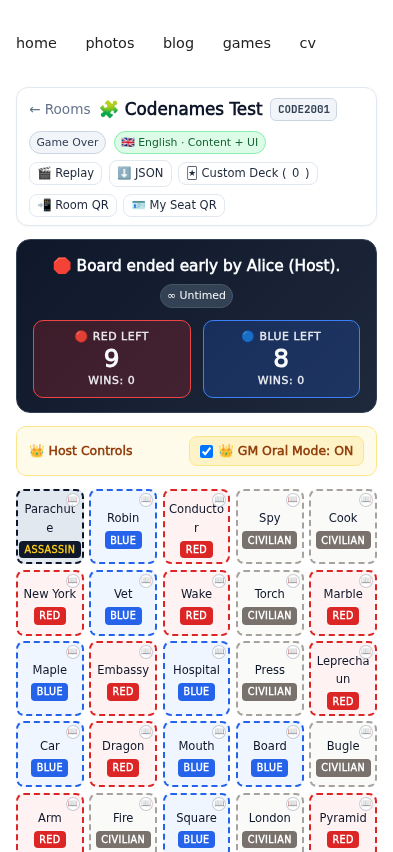 home photos blog games cv
← Rooms 🧩 Codenames Test CODE2001
Game Over 🇬🇧 English · Content + UI
🎬 Replay ⬇️ JSON 🃏 Custom Deck ( 0 )
📲 Room QR 🪪 My Seat QR
🛑 Board ended early by Alice (Host).
∞ Untimed
🔴 RED LEFT 🔵 BLUE LEFT
9 8
WINS: 0 WINS: 0
👑 Host Controls 👑 GM Oral Mode: ON
Parachut
e
ASSASSIN
Robin
BLUE
Conducto
r
RED
Spy
CIVILIAN
Cook
CIVILIAN
New York
RED
Vet
BLUE
Wake
RED
Torch
CIVILIAN
Marble
RED
Maple
BLUE
Embassy
RED
Hospital
BLUE
Press
CIVILIAN
Leprecha
un
RED
Car
BLUE
Dragon
RED
Mouth
BLUE
Board
BLUE
Bugle
CIVILIAN
Arm
RED
Fire
CIVILIAN
Square
BLUE
London
CIVILIAN
Pyramid
RED